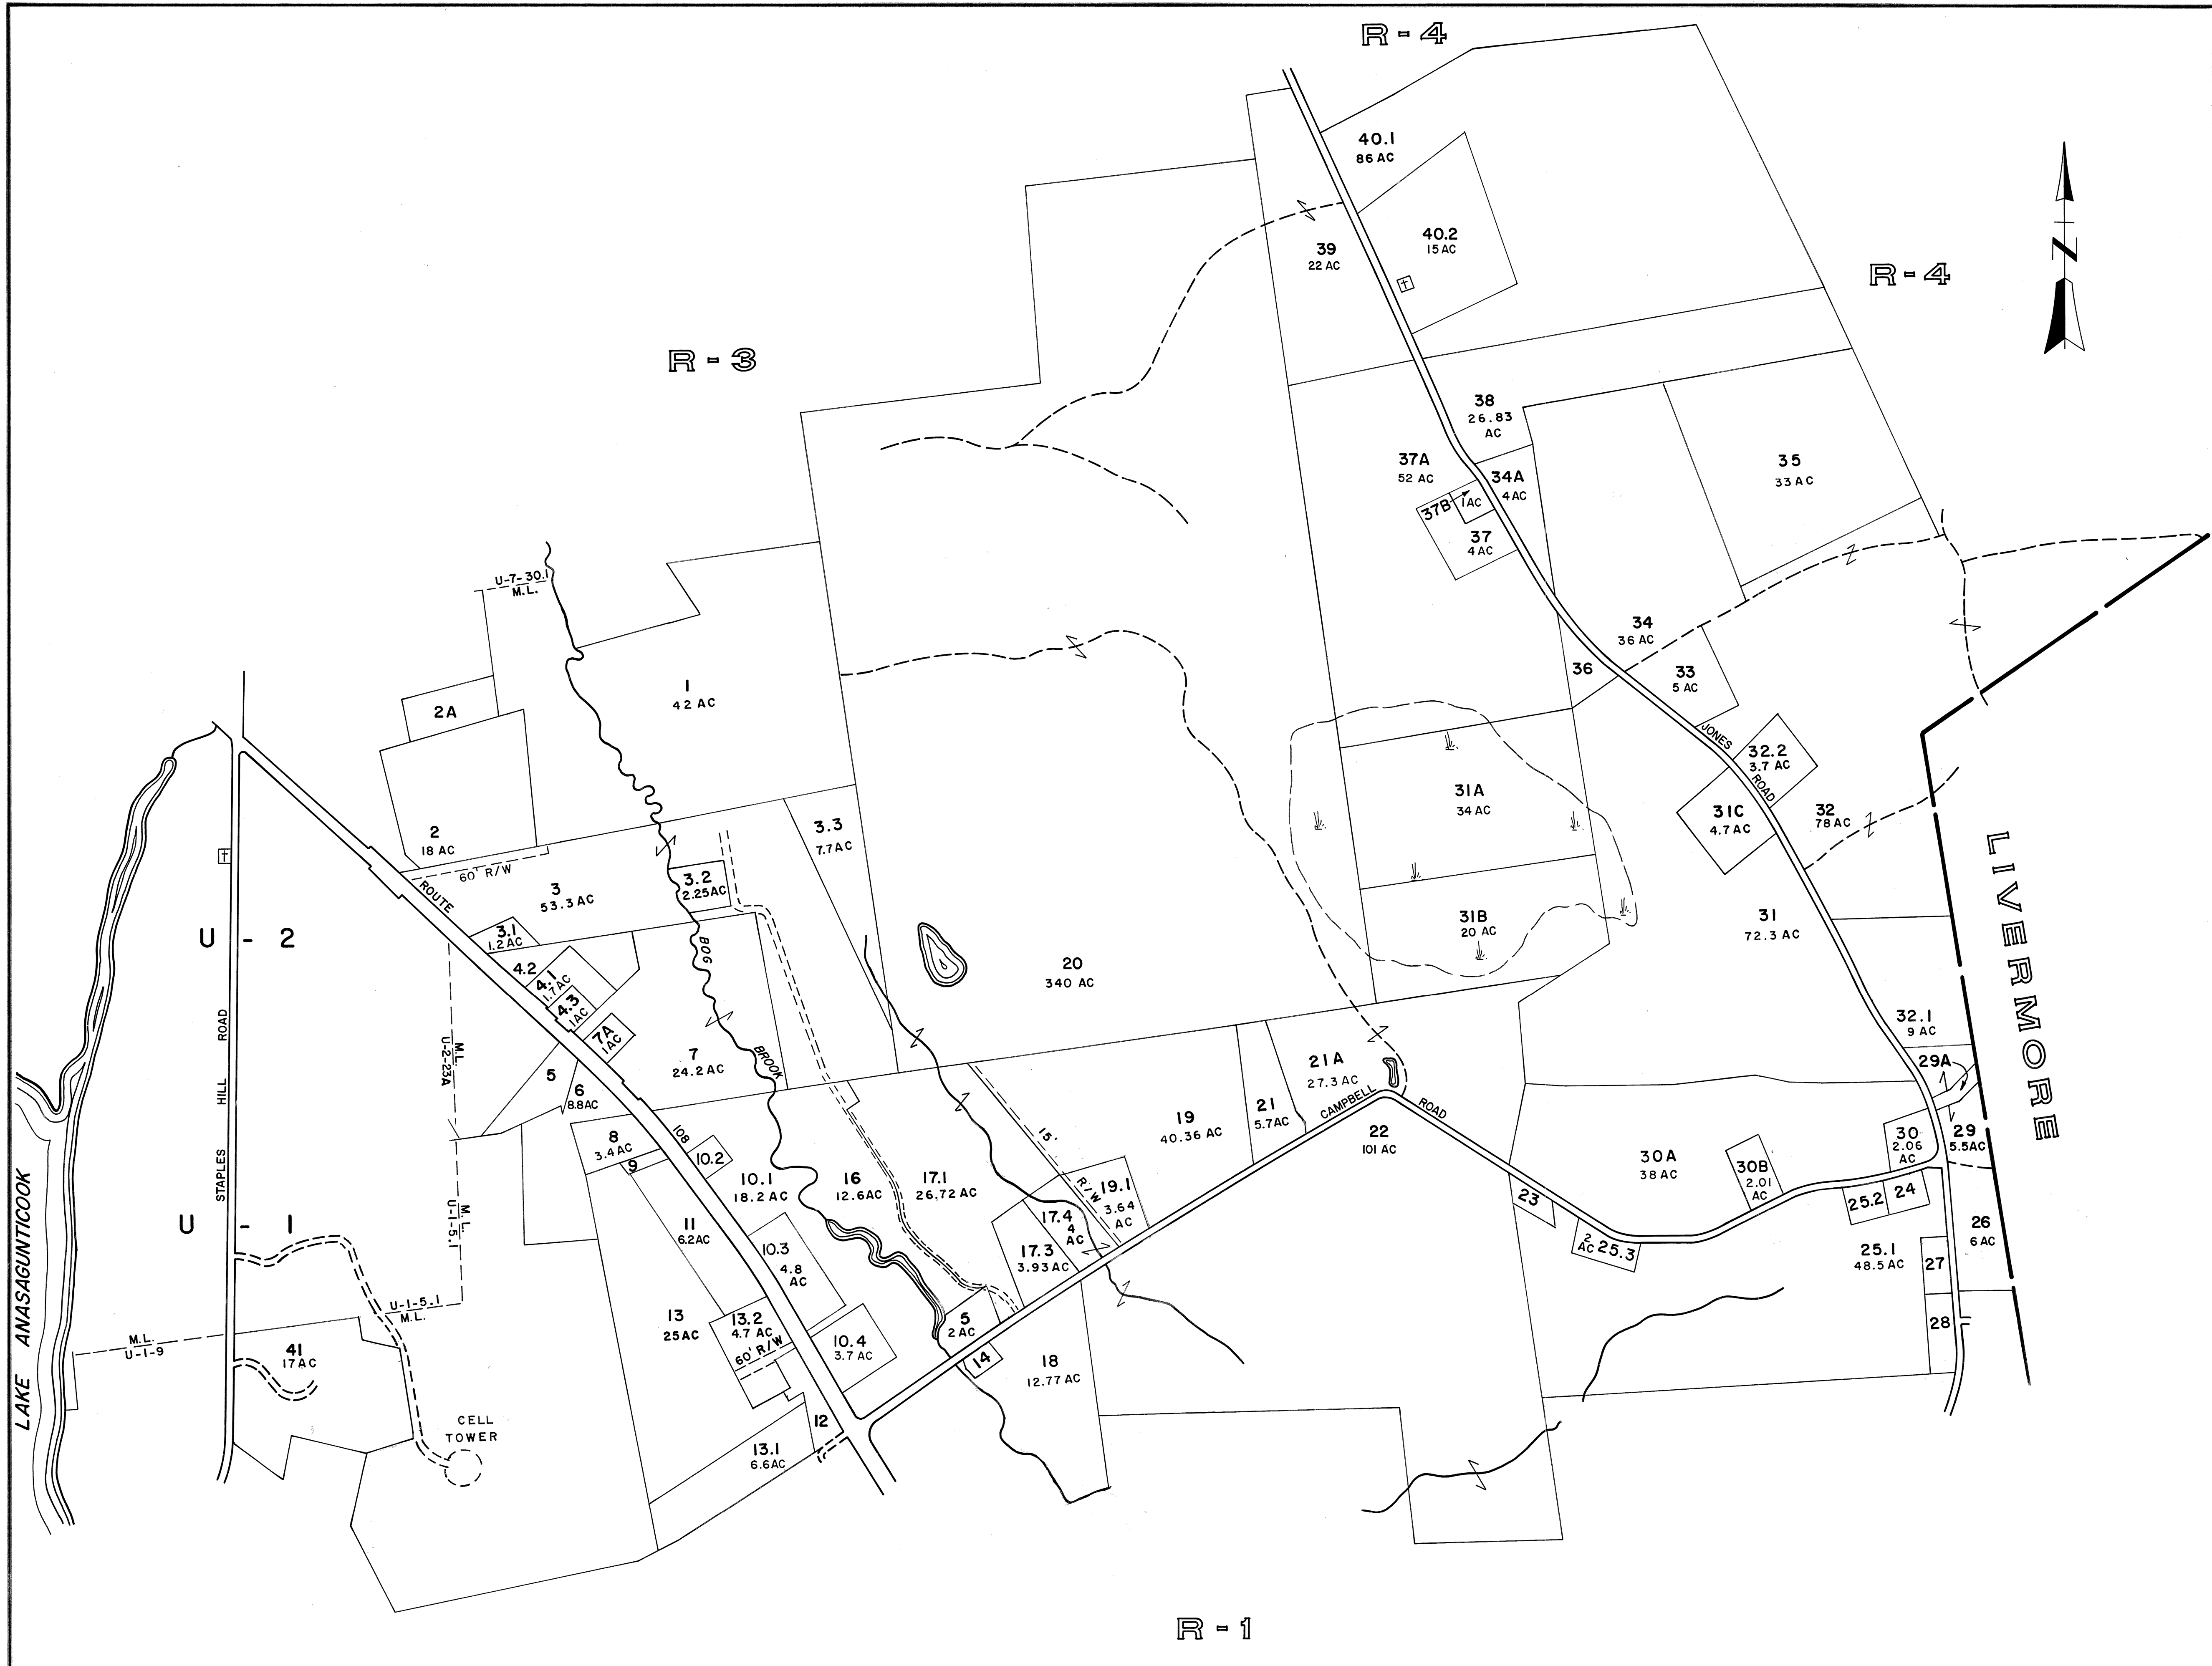 R-4
40.1
86 AC
39
22 AC
40.2
15 AC
N
R-4
R-3
38
26.83
AC
37A
52 AC
34A
4 AC
37B
1 AC
37
4 AC
35
33 AC
U-7-30.1
M.L.
34
36 AC
36
33
5 AC
1
42 AC
2A
JONES
ROAD
32.2
3.7 AC
31C
4.7 AC
32
78 AC
31A
34 AC
2
18 AC
60' R/W
ROUTE
3
53.3 AC
3.1
1.2 AC
3.2
2.25 AC
3.3
7.7 AC
LIVERMORE
31
72.3 AC
31B
20 AC
U - 2
BOG
BROOK
20
340 AC
4.2
4.1
1.7 AC
4.3
1 AC
7A
1 AC
STAPLES HILL ROAD
M.L.
U-2-23A
5
6
8.8 AC
7
24.2 AC
32.1
9 AC
29A
21A
27.3 AC
CAMPBELL
ROAD
21
5.7 AC
19
40.36 AC
15'
R/W
22
101 AC
8
3.4 AC
9
108
10.2
10.1
18.2 AC
16
12.6 AC
17.1
26.72 AC
19.1
3.64
AC
30A
38 AC
30B
2.01
AC
30
2.06
AC
29
5.5 AC
23
25.2
24
M.L.
U-1-5.1
U - 1
11
6.2 AC
10.3
4.8
AC
17.4
4
AC
17.3
3.93 AC
2
AC
25.3
25.1
48.5 AC
26
6 AC
27
28
LAKE ANASAGUNTICOOK
U-1-5.1
M.L.
M.L.
U-1-9
41
17 AC
13
25 AC
13.2
4.7 AC
60' R/W
10.4
3.7 AC
5
2 AC
14
18
12.77 AC
CELL
TOWER
12
13.1
6.6 AC
R-1